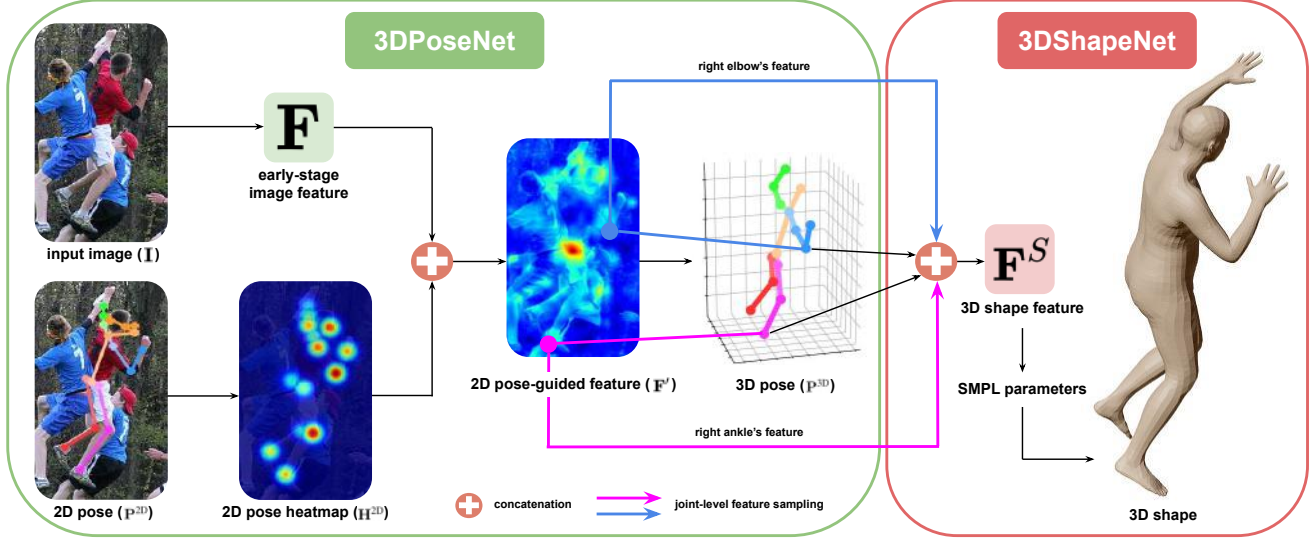 3DPoseNet
3DShapeNet
right elbow's feature
F
early-stage
image feature
input image (I)
F^S
3D shape feature
2D pose-guided feature (F′)
3D pose (P^3D)
SMPL parameters
right ankle's feature
2D pose (P^2D)
2D pose heatmap (H^2D)
concatenation
joint-level feature sampling
3D shape